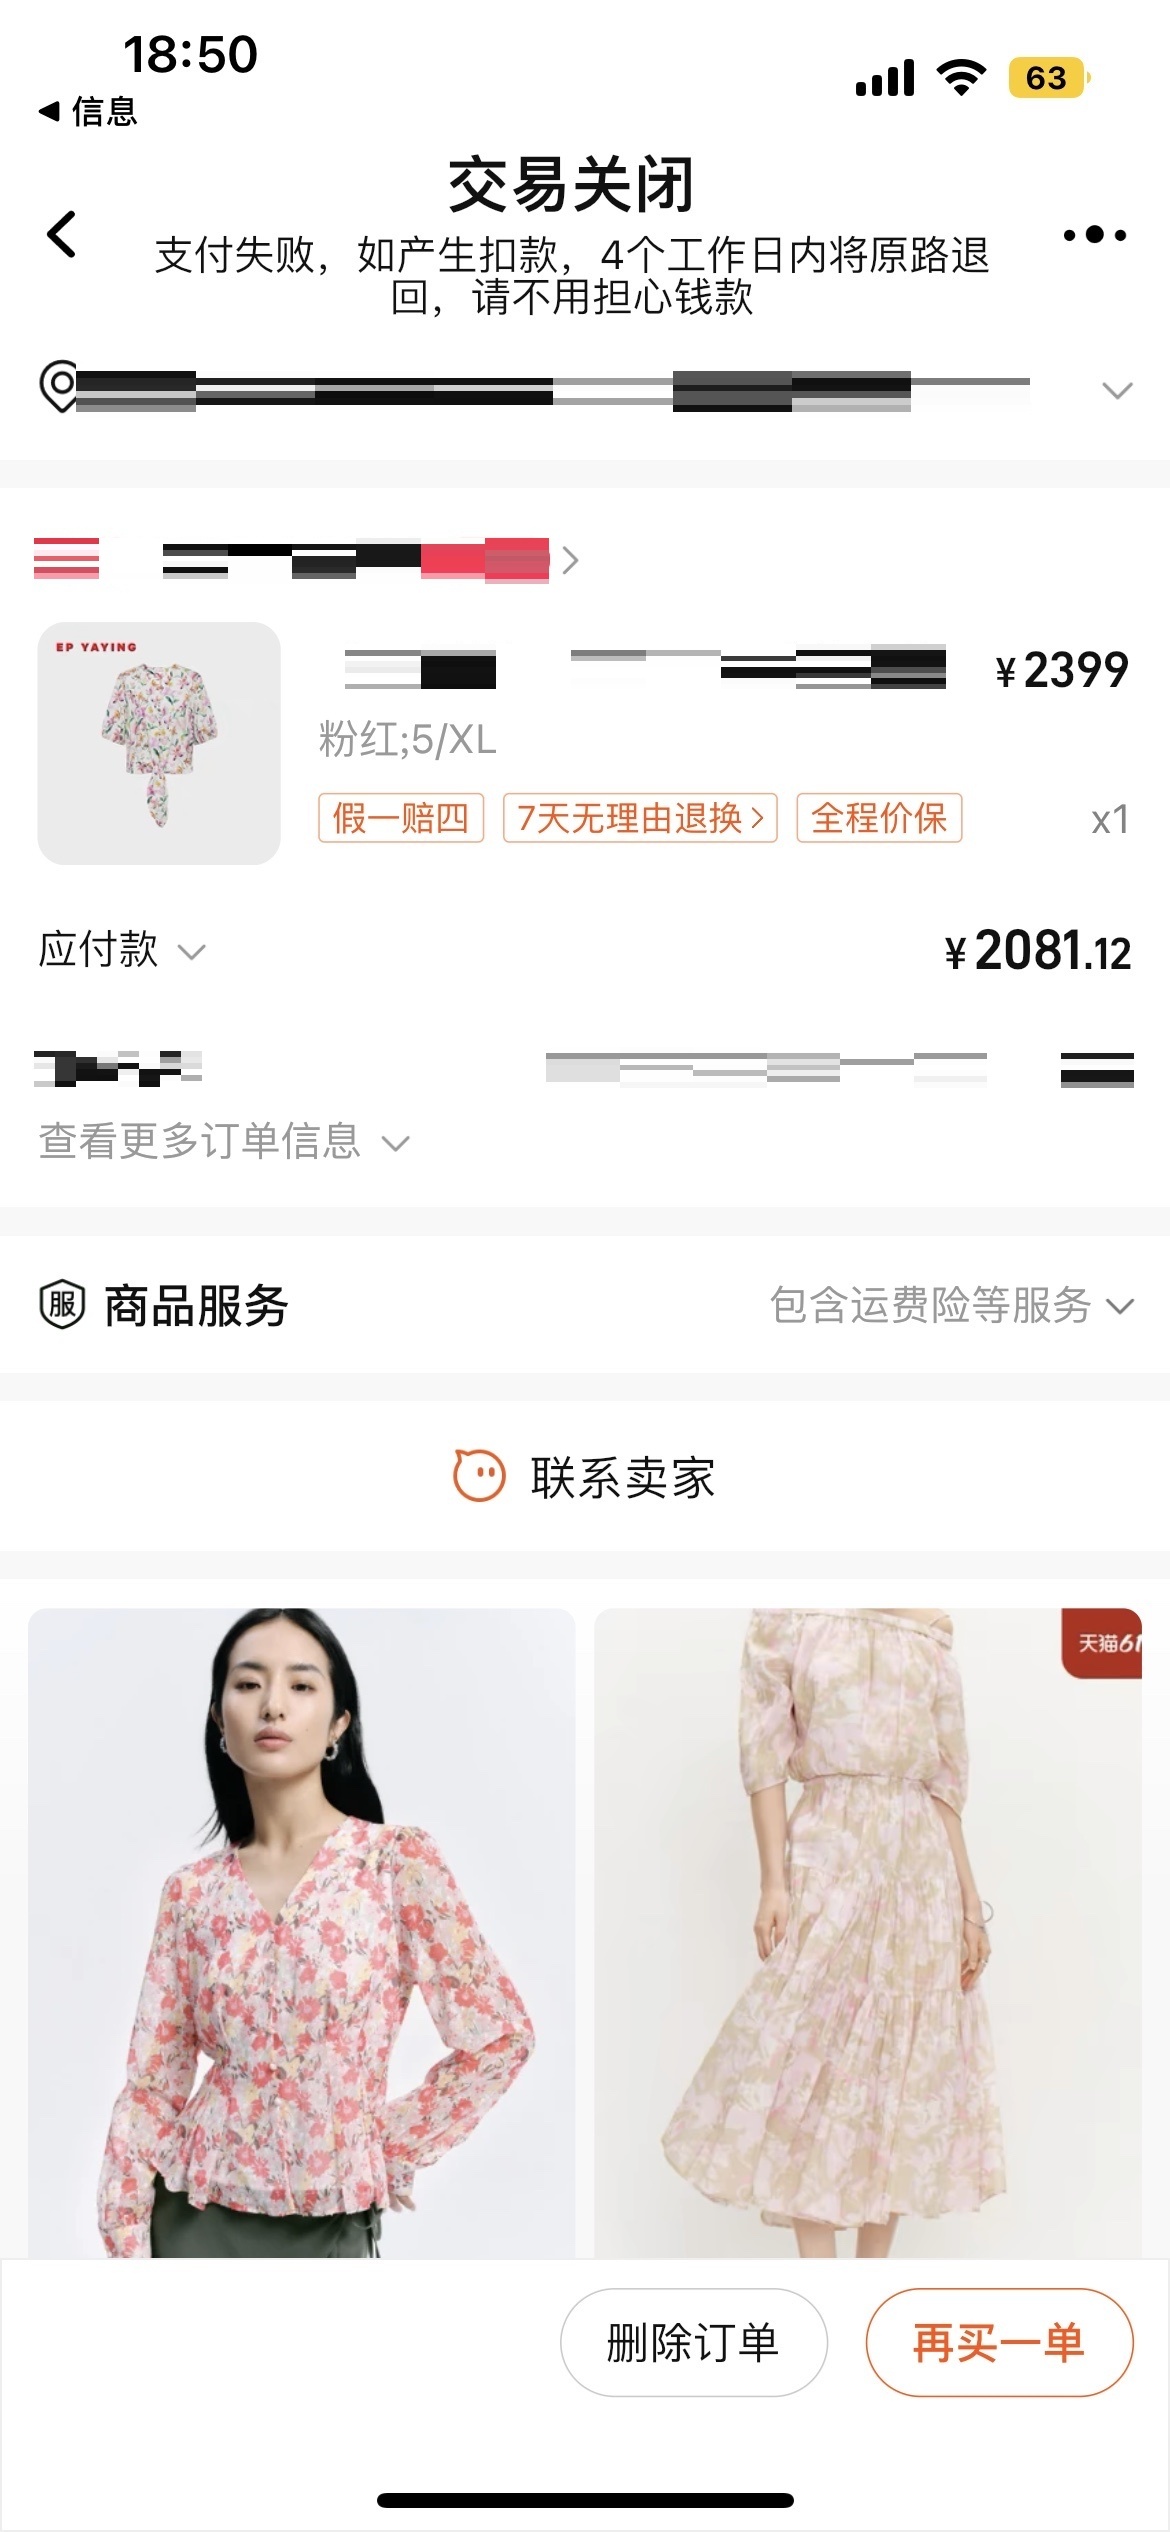 18:50
63
信息
交易关闭
支付失败，如产生扣款，4个工作日内将原路退
回，请不用担心钱款
EP YAYING
¥2399
粉红;5/XL
假一赔四
7天无理由退换
全程价保
x1
应付款
¥2081.12
查看更多订单信息
服
商品服务
包含运费险等服务
联系卖家
天猫61
删除订单
再买一单